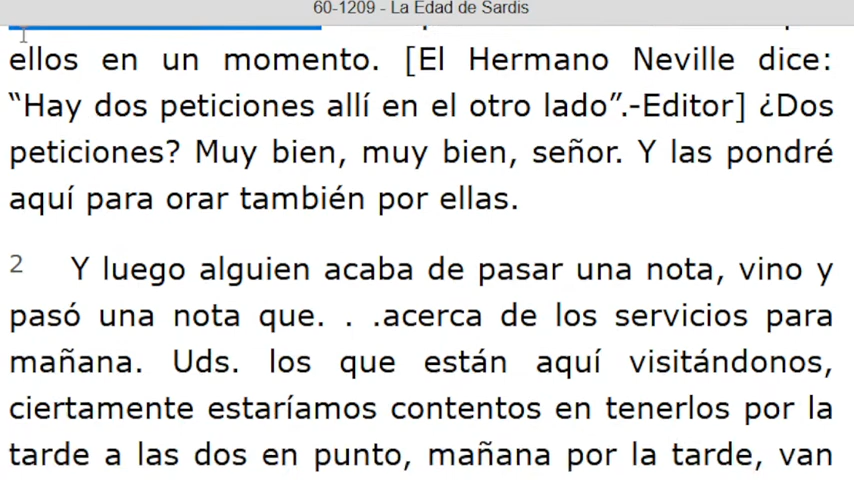 60-1209 - La Edad de Sardis
ellos en un momento. [El Hermano Neville dice:
“Hay dos peticiones allí en el otro lado”.-Editor] ¿Dos
peticiones? Muy bien, muy bien, señor. Y las pondré
aquí para orar también por ellas.
2 Y luego alguien acaba de pasar una nota, vino y
pasó una nota que. . .acerca de los servicios para
mañana. Uds. los que están aquí visitándonos,
ciertamente estaríamos contentos en tenerlos por la
tarde a las dos en punto, mañana por la tarde, van